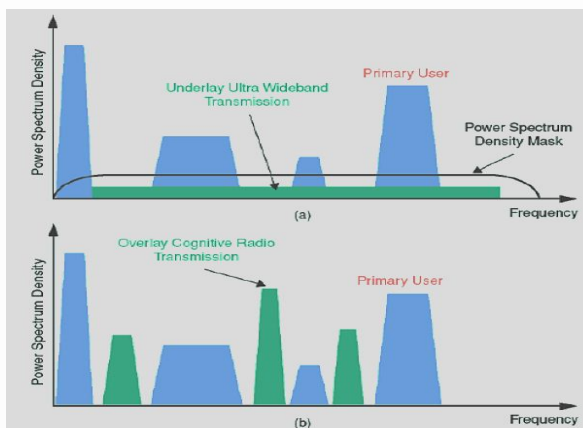 Power Spectrum Density
Underlay Ultra Wideband
Transmission
Primary User
Power Spectrum
Density Mask
(a)
Frequency
Power Spectrum Density
Overlay Cognitive Radio
Transmission
Primary User
(b)
Frequency